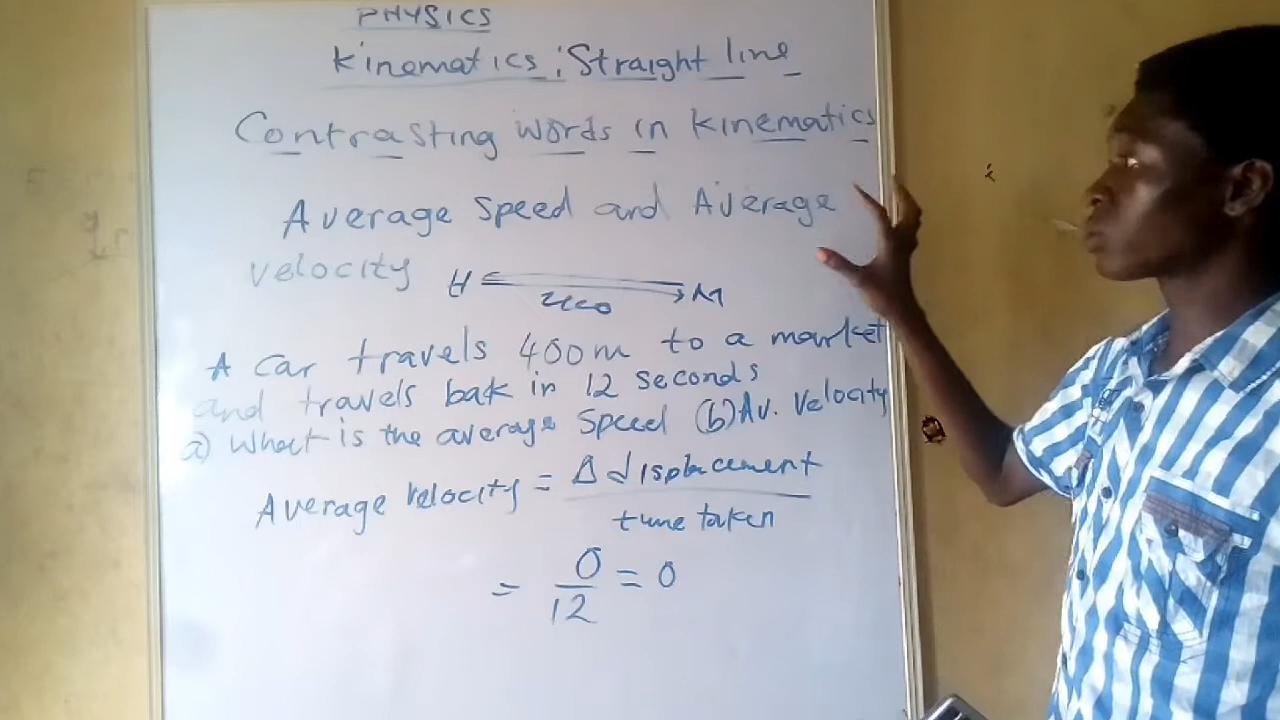 PHYSICS
Kinematics : Straight line
Contrasting words in kinematics
Average Speed and Average
velocity
H M
A car travels 400m to a market
and travels bak in 12 seconds
a) What is the average speed (b) Av. Velocity
Average velocity = Δ displacement
time taken
= 0 = 0
12